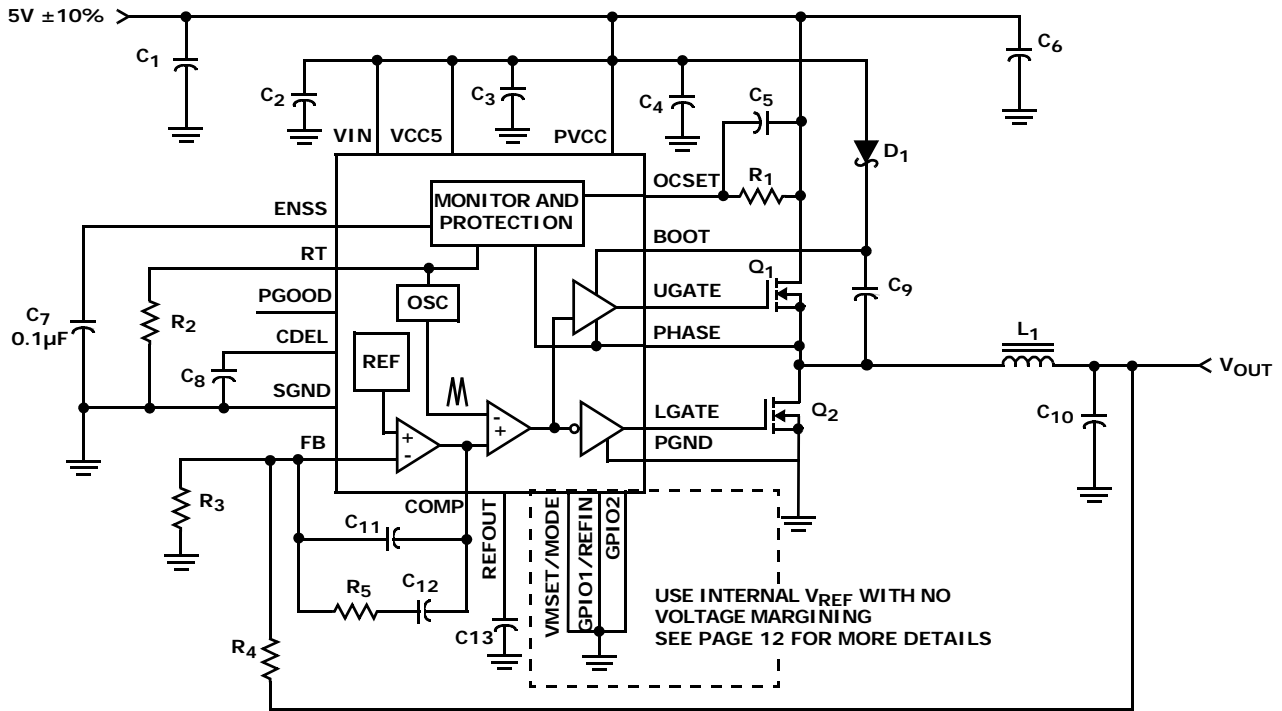 5V ±10%
C1
C6
C2
C3
C4
C5
VIN
VCC5
PVCC
D1
OCSET
R1
MONITOR AND
PROTECTION
ENSS
BOOT
RT
Q1
C9
OSC
UGATE
PGOOD
C7
0.1µF
R2
CDEL
PHASE
L1
REF
VOUT
C8
SGND
LGATE
Q2
C10
PGND
FB
+
-
-
+
R3
COMP
REFOUT
VMSET/MODE
GPIO1/REFIN
GPIO2
C11
R5
C12
C13
USE INTERNAL VREF WITH NO
VOLTAGE MARGINING
SEE PAGE 12 FOR MORE DETAILS
R4